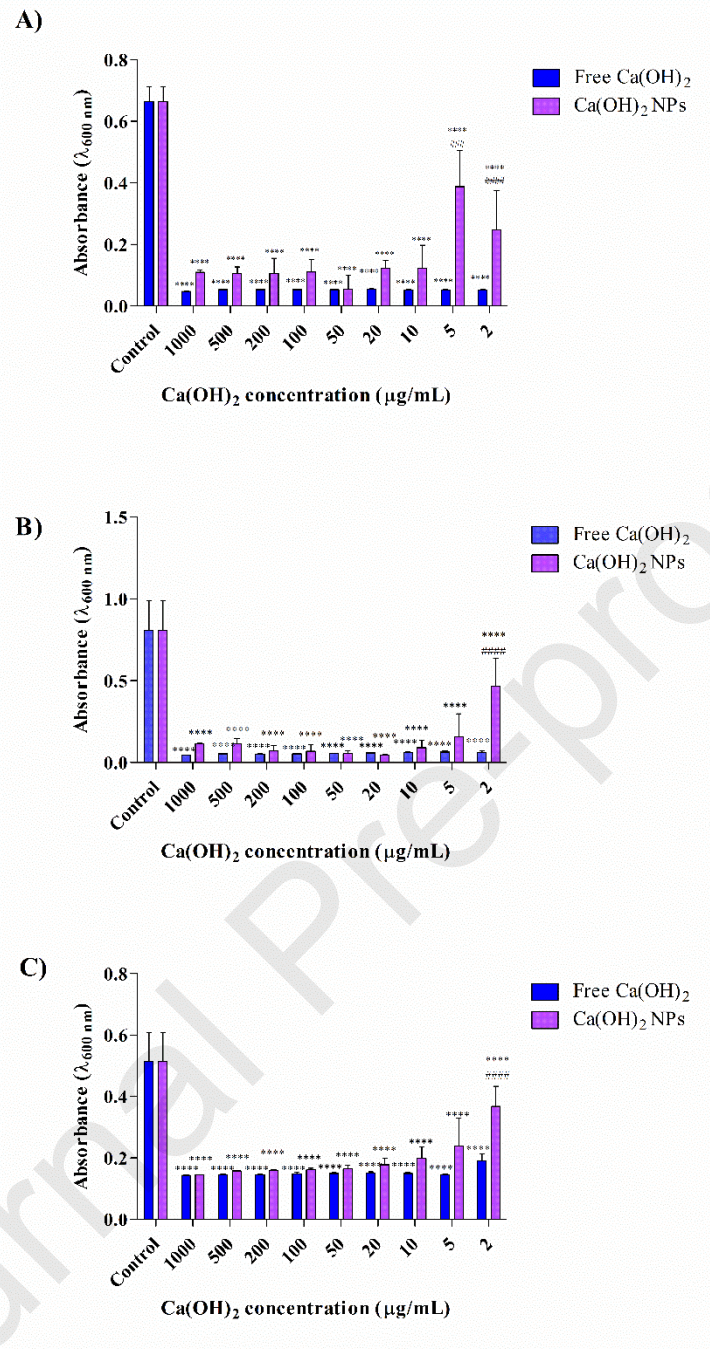 A)
Free Ca(OH)2
Ca(OH)2 NPs
Absorbance (λ600 nm)
0.8
0.6
0.4
0.2
0.0
**** **** **** **** **** **** **** **** **** **** **** **** **** **** **** **** **** ****
### ####
Control 1000 500 200 100 50 20 10 5 2
Ca(OH)2 concentration (μg/mL)
B)
Free Ca(OH)2
Ca(OH)2 NPs
Absorbance (λ600 nm)
1.5
1.0
0.5
0.0
**** **** **** **** **** **** **** **** **** **** **** **** **** **** **** **** **** ****
####
Control 1000 500 200 100 50 20 10 5 2
Ca(OH)2 concentration (μg/mL)
C)
Free Ca(OH)2
Ca(OH)2 NPs
Absorbance (λ600 nm)
0.8
0.6
0.4
0.2
0.0
**** **** **** **** **** **** **** **** **** **** **** **** **** **** **** **** **** ****
####
Control 1000 500 200 100 50 20 10 5 2
Ca(OH)2 concentration (μg/mL)
rnal Pre-pro